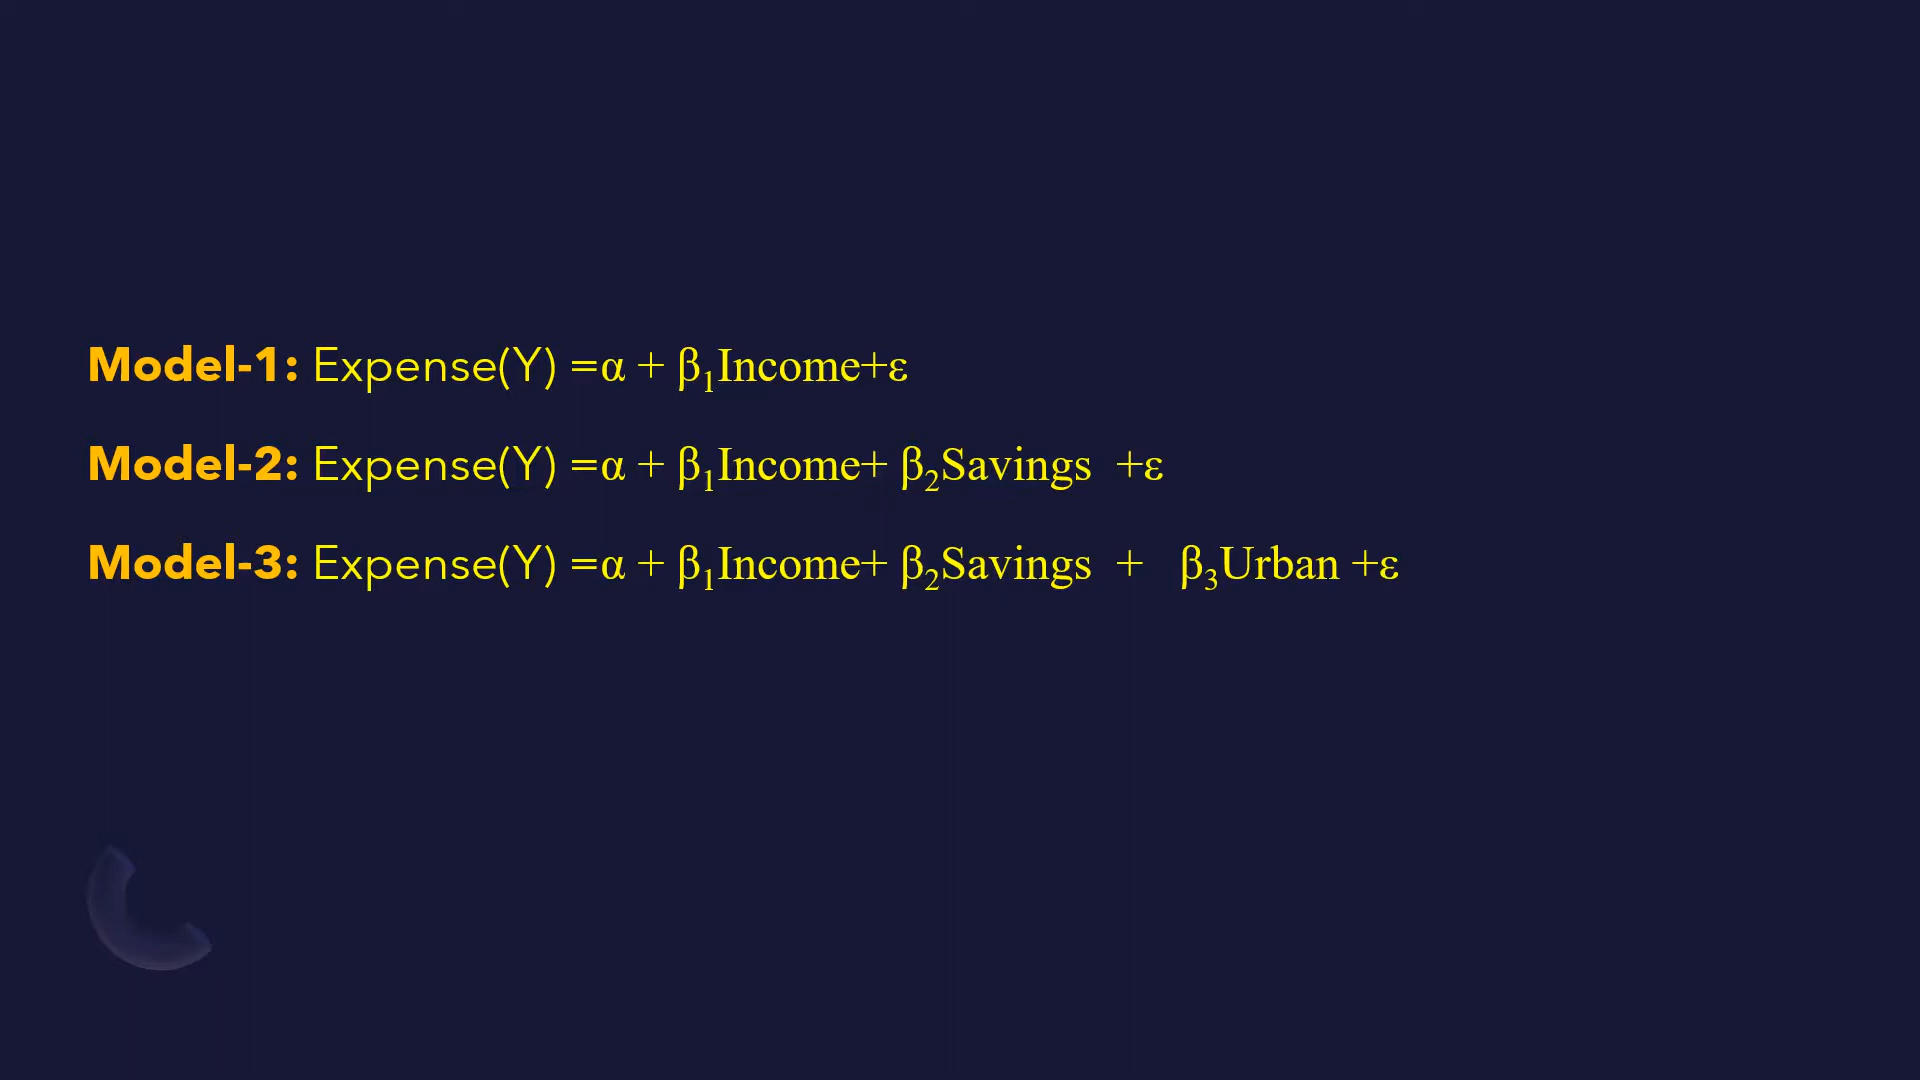 Model-1: Expense(Y) =α + β₁Income+ε
Model-2: Expense(Y) =α + β₁Income+ β₂Savings +ε
Model-3: Expense(Y) =α + β₁Income+ β₂Savings + β₃Urban +ε